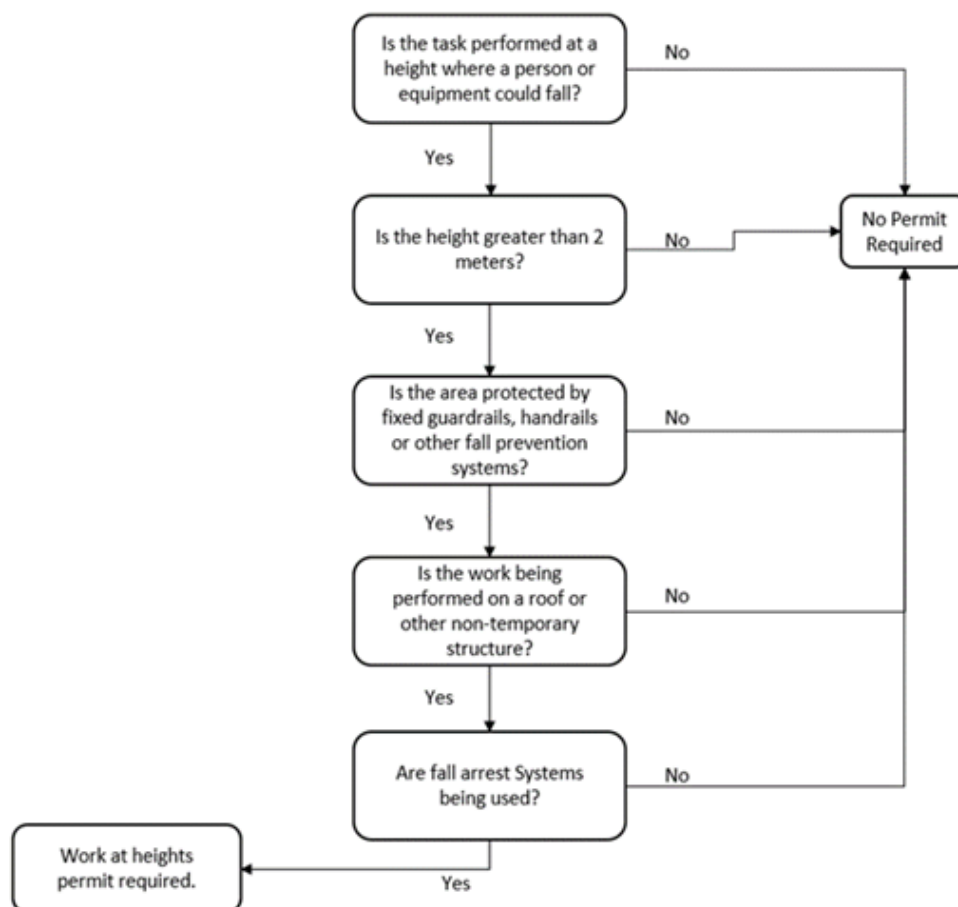 Is the task performed at a
height where a person or
equipment could fall?
No
Yes
Is the height greater than 2
meters?
No
No Permit
Required
Yes
Is the area protected by
fixed guardrails, handrails
or other fall prevention
systems?
No
Yes
Is the work being
performed on a roof or
other non-temporary
structure?
No
Yes
Are fall arrest Systems
being used?
No
Work at heights
permit required.
Yes